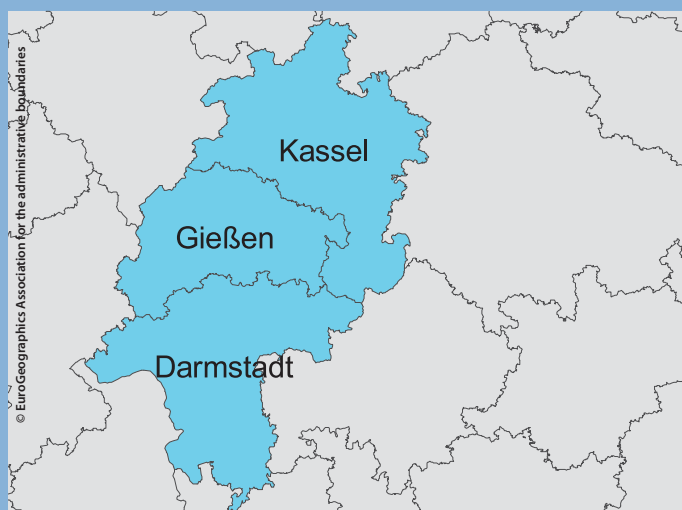 © EuroGeographics Association for the administrative boundaries
Kassel
Gießen
Darmstadt